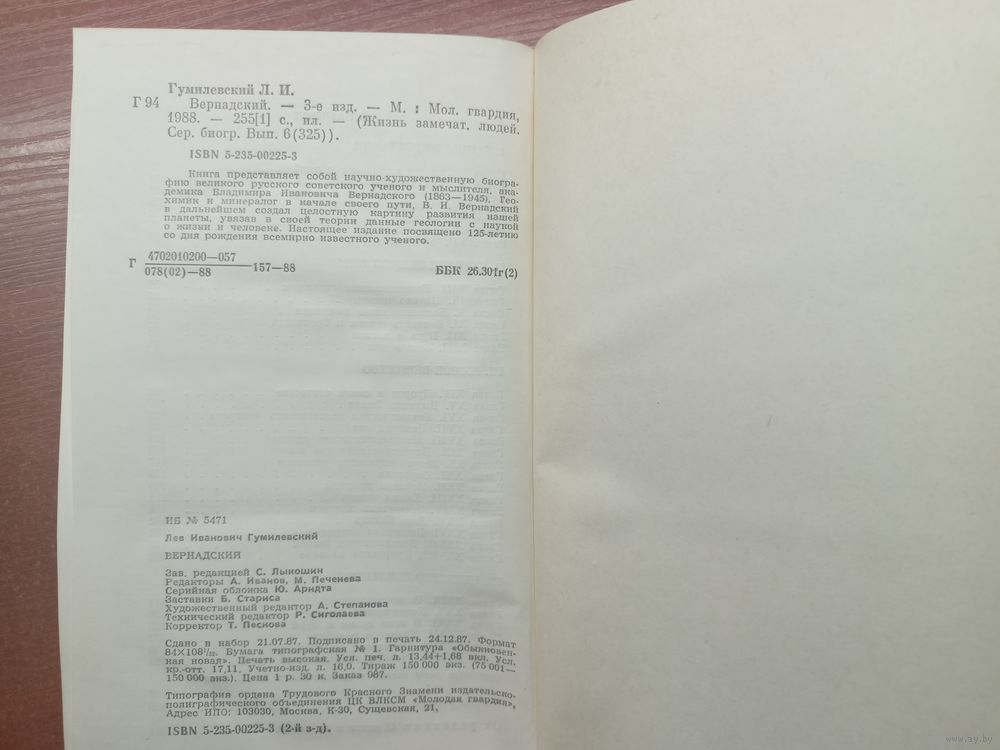 Гумилевский Л. И.
Г 94 Вернадский. — 3-е изд. — М. : Мол. гвардия,
1988. — 255[1] с., ил. — (Жизнь замечат. людей.
Сер. биогр. Вып. 6(325)).
ISBN 5-235-00225-3
Книга представляет собой научно-художественную биогра-
фию великого русского советского ученого и мыслителя, ака-
демика Владимира Ивановича Вернадского (1863—1945). Гео-
химик и минералог в начале своего пути, В. И. Вернадский
в дальнейшем создал целостную картину развития нашей
планеты, увязав в своей теории данные геологии с наукой
о жизни и человеке. Настоящее издание посвящено 125-летию
со дня рождения всемирно известного ученого.
Г 4702010200—057
078(02)—88 157—88 ББК 26.301г(2)
ИБ № 5471
Лев Иванович Гумилевский
ВЕРНАДСКИЙ
Зав. редакцией С. Лыкошин
Редакторы А. Иванов, М. Печенева
Серийная обложка Ю. Арндта
Заставки Б. Стариса
Художественный редактор А. Степанова
Технический редактор Р. Сиголаева
Корректор Т. Пескова
Сдано в набор 21.07.87. Подписано в печать 24.12.87. Формат
84Х108¹/₃₂. Бумага типографская № 1. Гарнитура «Обыкновен-
ная новая». Печать высокая. Усл. печ. л. 13,44+1,68 вкл. Усл.
кр.-отт. 17,11. Учетно-изд. л. 16,0. Тираж 150 000 экз. (75 001—
150 000 экз.). Цена 1 р. 30 к. Заказ 987.
Типография ордена Трудового Красного Знамени издательско-
полиграфического объединения ЦК ВЛКСМ «Молодая гвардия».
Адрес ИПО: 103030, Москва, К-30, Сущевская, 21.
ISBN 5-235-00225-3 (2-й з-д).
ay.by